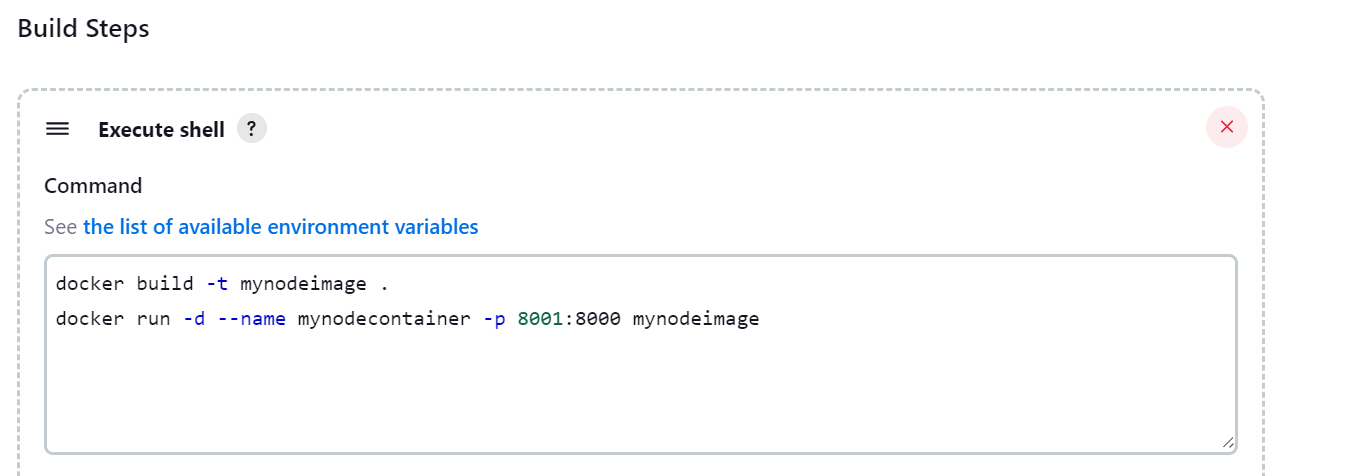 Build Steps
Execute shell ?
Command
See the list of available environment variables
docker build -t mynodeimage .
docker run -d --name mynodecontainer -p 8001:8000 mynodeimage